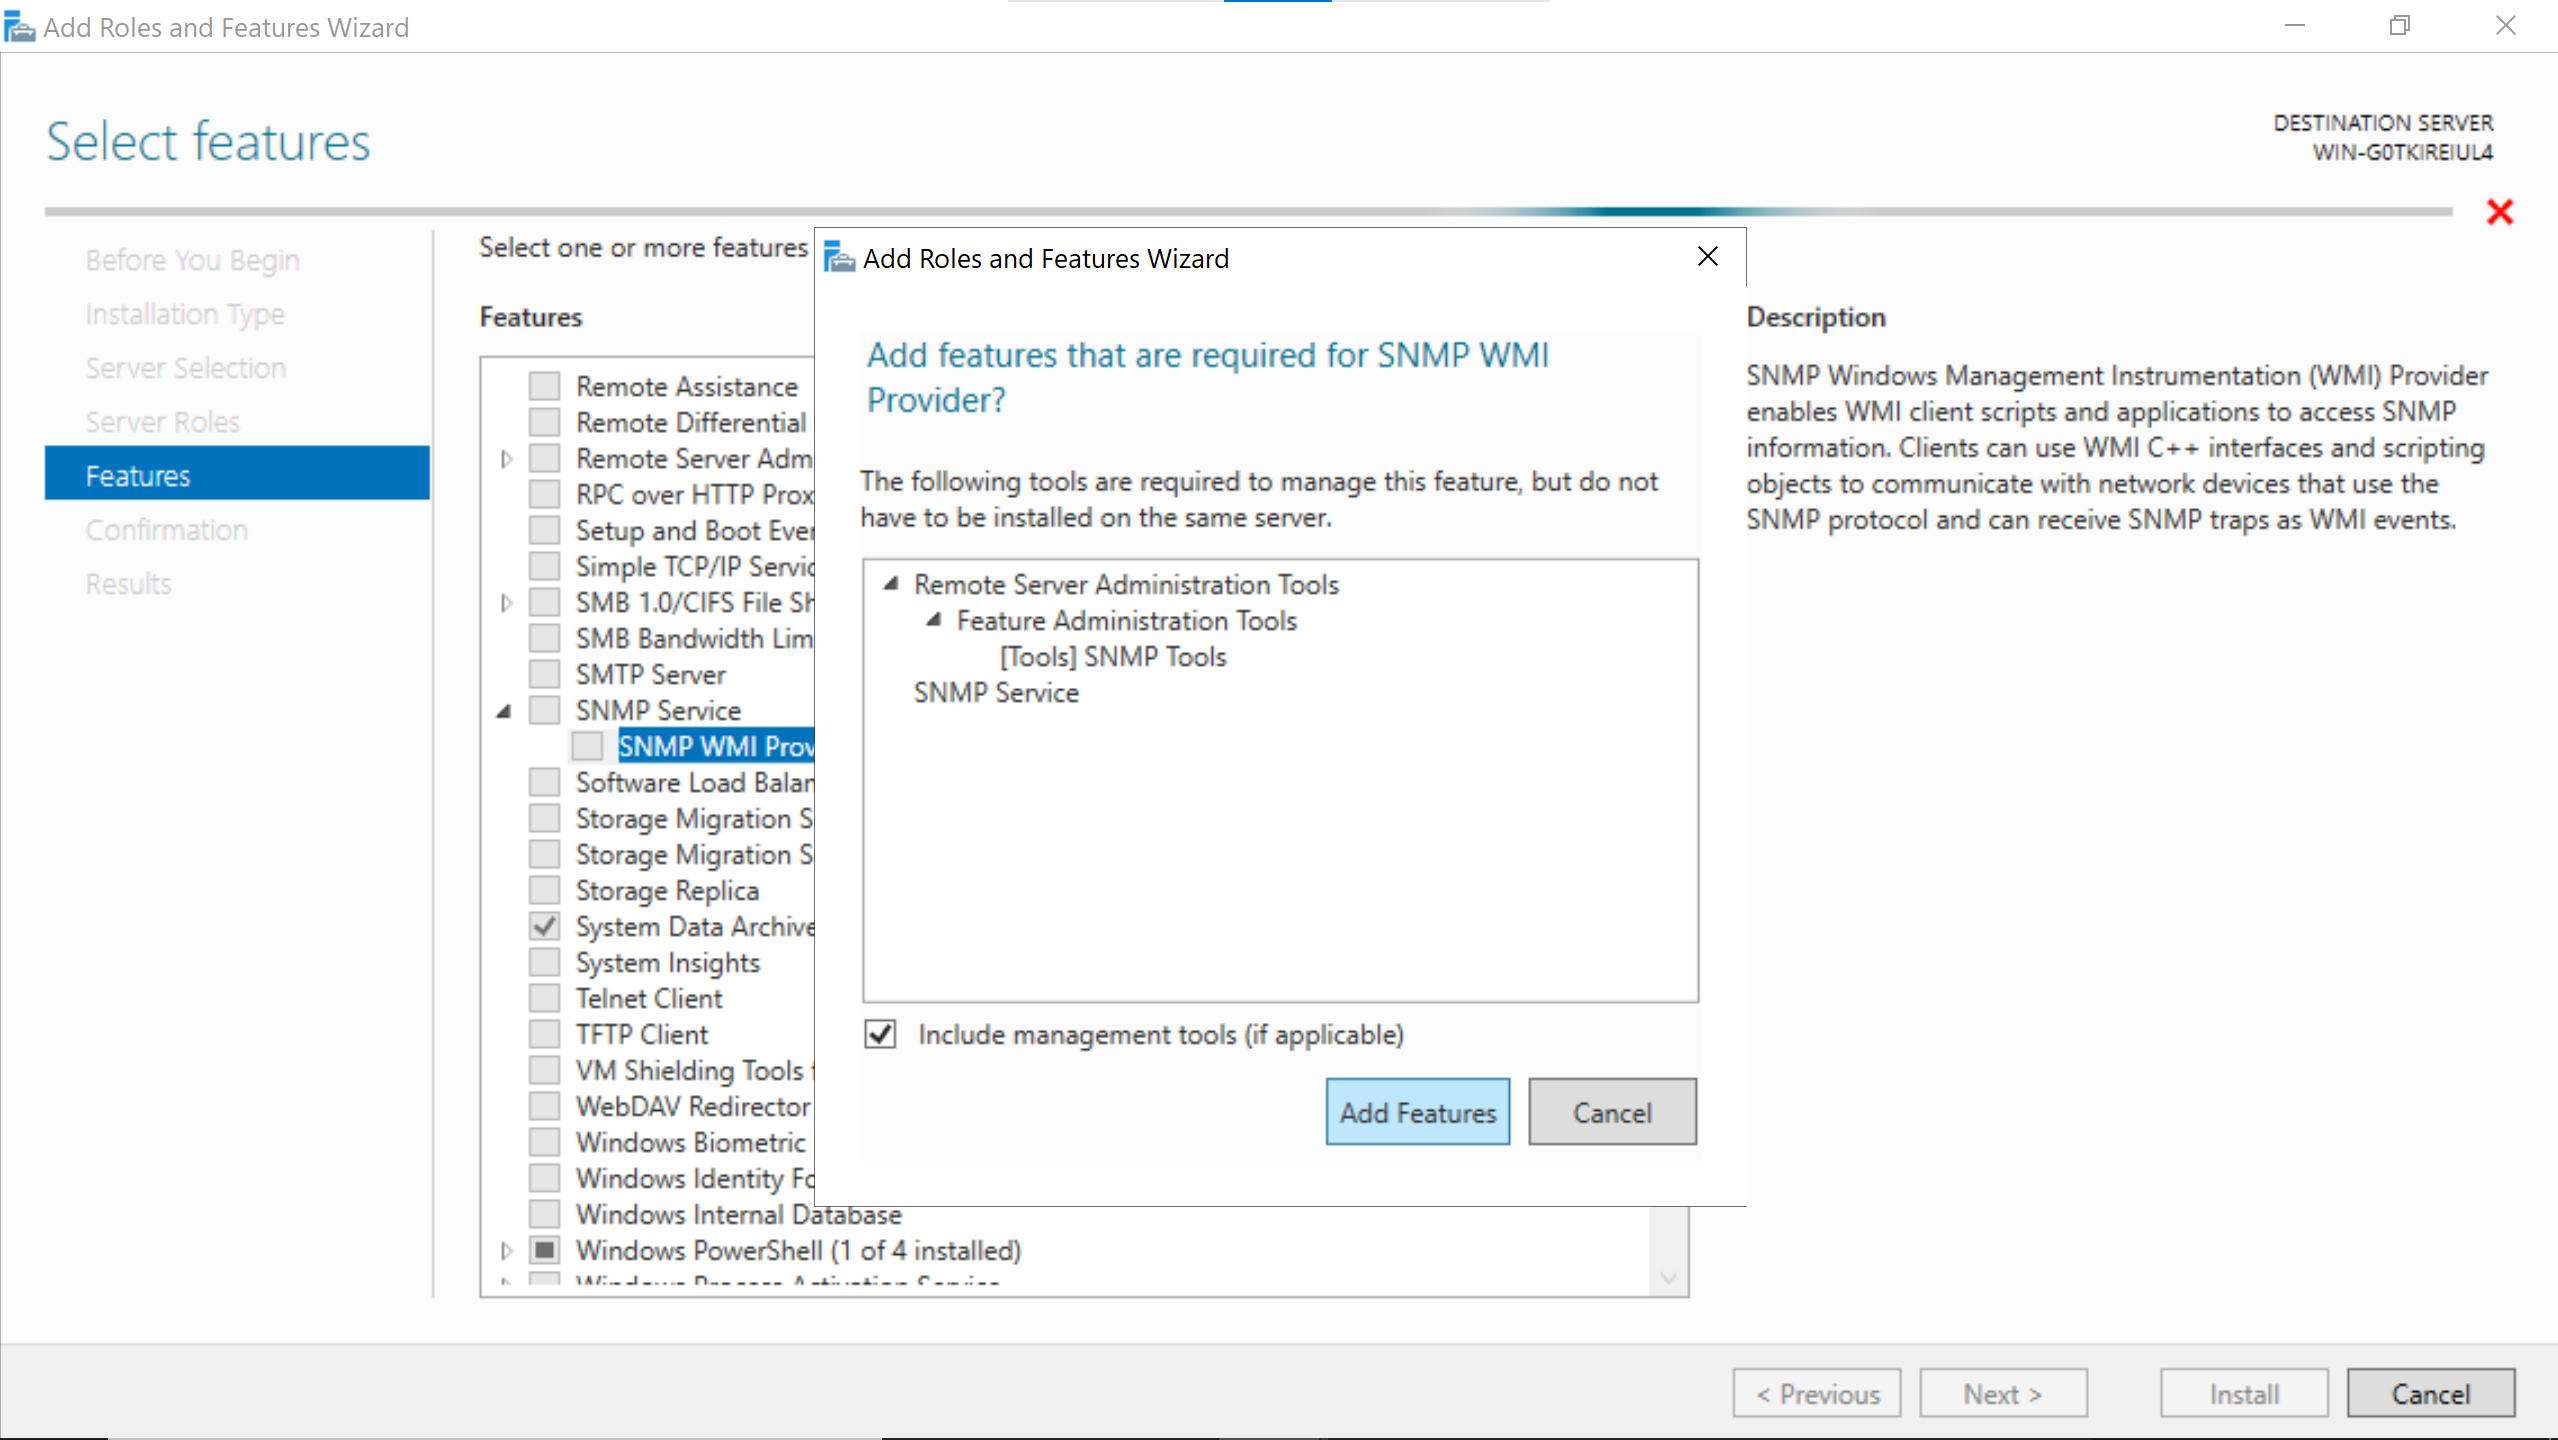 Add Roles and Features Wizard
Select features
DESTINATION SERVER
WIN-G0TKIREIUL4
Before You Begin
Installation Type
Server Selection
Server Roles
Features
Confirmation
Results
Select one or more features
Features
Remote Assistance
Remote Differential
Remote Server Adm
RPC over HTTP Prox
Setup and Boot Ever
Simple TCP/IP Servic
SMB 1.0/CIFS File Sh
SMB Bandwidth Lim
SMTP Server
SNMP Service
SNMP WMI Prov
Software Load Balan
Storage Migration S
Storage Migration S
Storage Replica
System Data Archive
System Insights
Telnet Client
TFTP Client
VM Shielding Tools f
WebDAV Redirector
Windows Biometric
Windows Identity Fo
Windows Internal Database
Windows PowerShell (1 of 4 installed)
Windows Process Activation Service
Add Roles and Features Wizard
Add features that are required for SNMP WMI
Provider?
The following tools are required to manage this feature, but do not
have to be installed on the same server.
Remote Server Administration Tools
Feature Administration Tools
[Tools] SNMP Tools
SNMP Service
Include management tools (if applicable)
Add Features
Cancel
Description
SNMP Windows Management Instrumentation (WMI) Provider
enables WMI client scripts and applications to access SNMP
information. Clients can use WMI C++ interfaces and scripting
objects to communicate with network devices that use the
SNMP protocol and can receive SNMP traps as WMI events.
< Previous
Next >
Install
Cancel